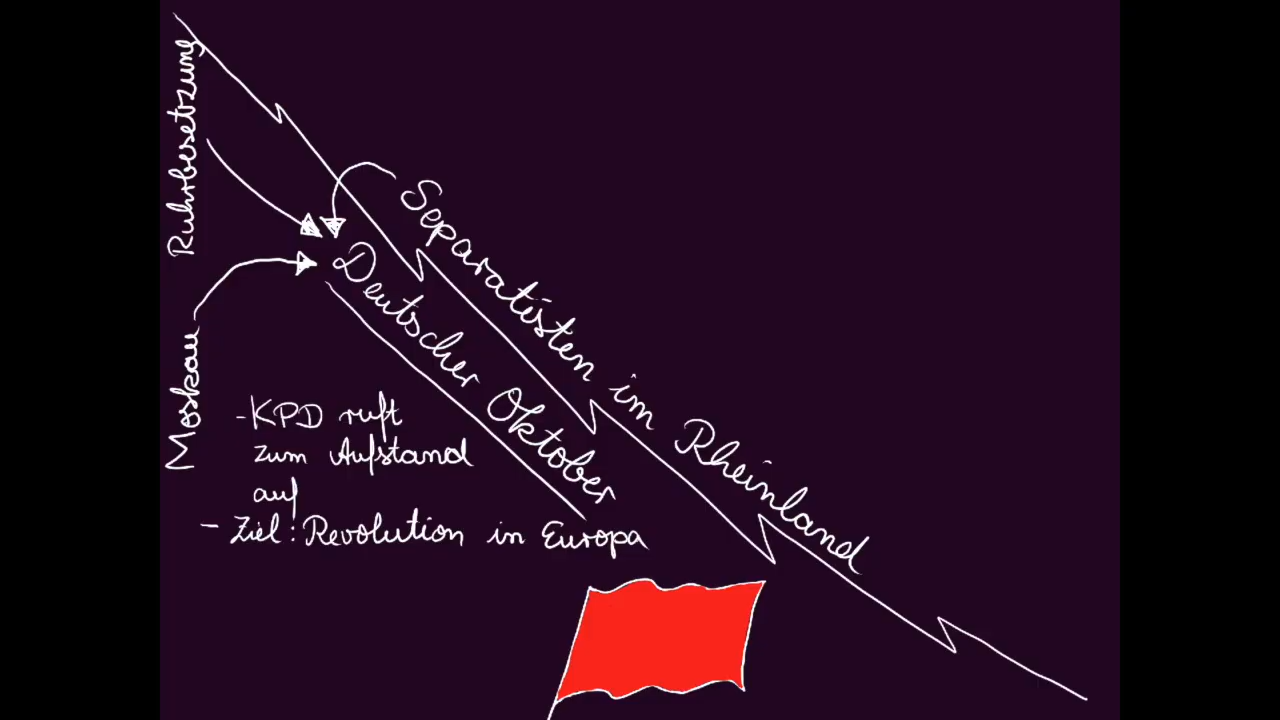 Ruhrbesetzung
Separatisten im Rheinland
Deutscher Oktober
Moskau
- KPD ruft
zum Aufstand
auf
- Ziel: Revolution in Europa